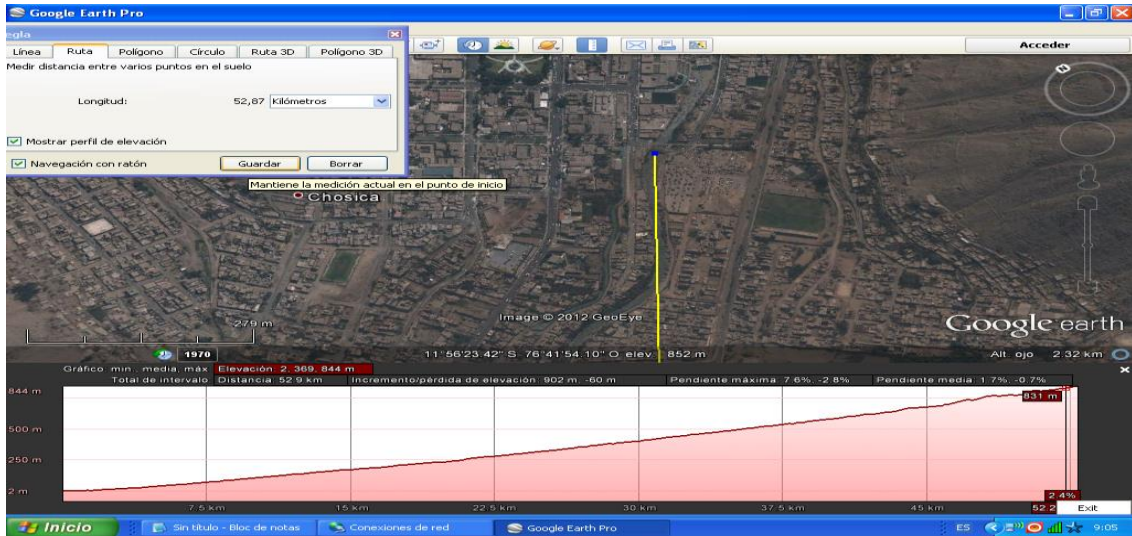 Google Earth Pro
egla
Línea Ruta Polígono Círculo Ruta 3D Polígono 3D
Medir distancia entre varios puntos en el suelo
Longitud: 52,87 Kilómetros
Mostrar perfil de elevación
Navegación con ratón Guardar Borrar
Mantiene la medición actual en el punto de inicio
Acceder
N
Chosica
279 m
Image © 2012 GeoEye
Google earth
1970
11°56'23.42" S 76°41'54.10" O elev. 852 m
Alt. ojo 2.32 km
Gráfico mín., media, máx Elevación: 2, 369, 844 m
Total de intervalo Distancia: 52.9 km Incremento/pérdida de elevación: 902 m, -60 m Pendiente máxima: 7.6%, -2.8% Pendiente media: 1.7%, -0.7%
844 m
831 m
500 m
250 m
2 m
2.4%
7.5 km 15 km 22.5 km 30 km 37.5 km 45 km 52.2
Exit
Inicio Sin título - Bloc de notas Conexiones de red Google Earth Pro ES 9:05